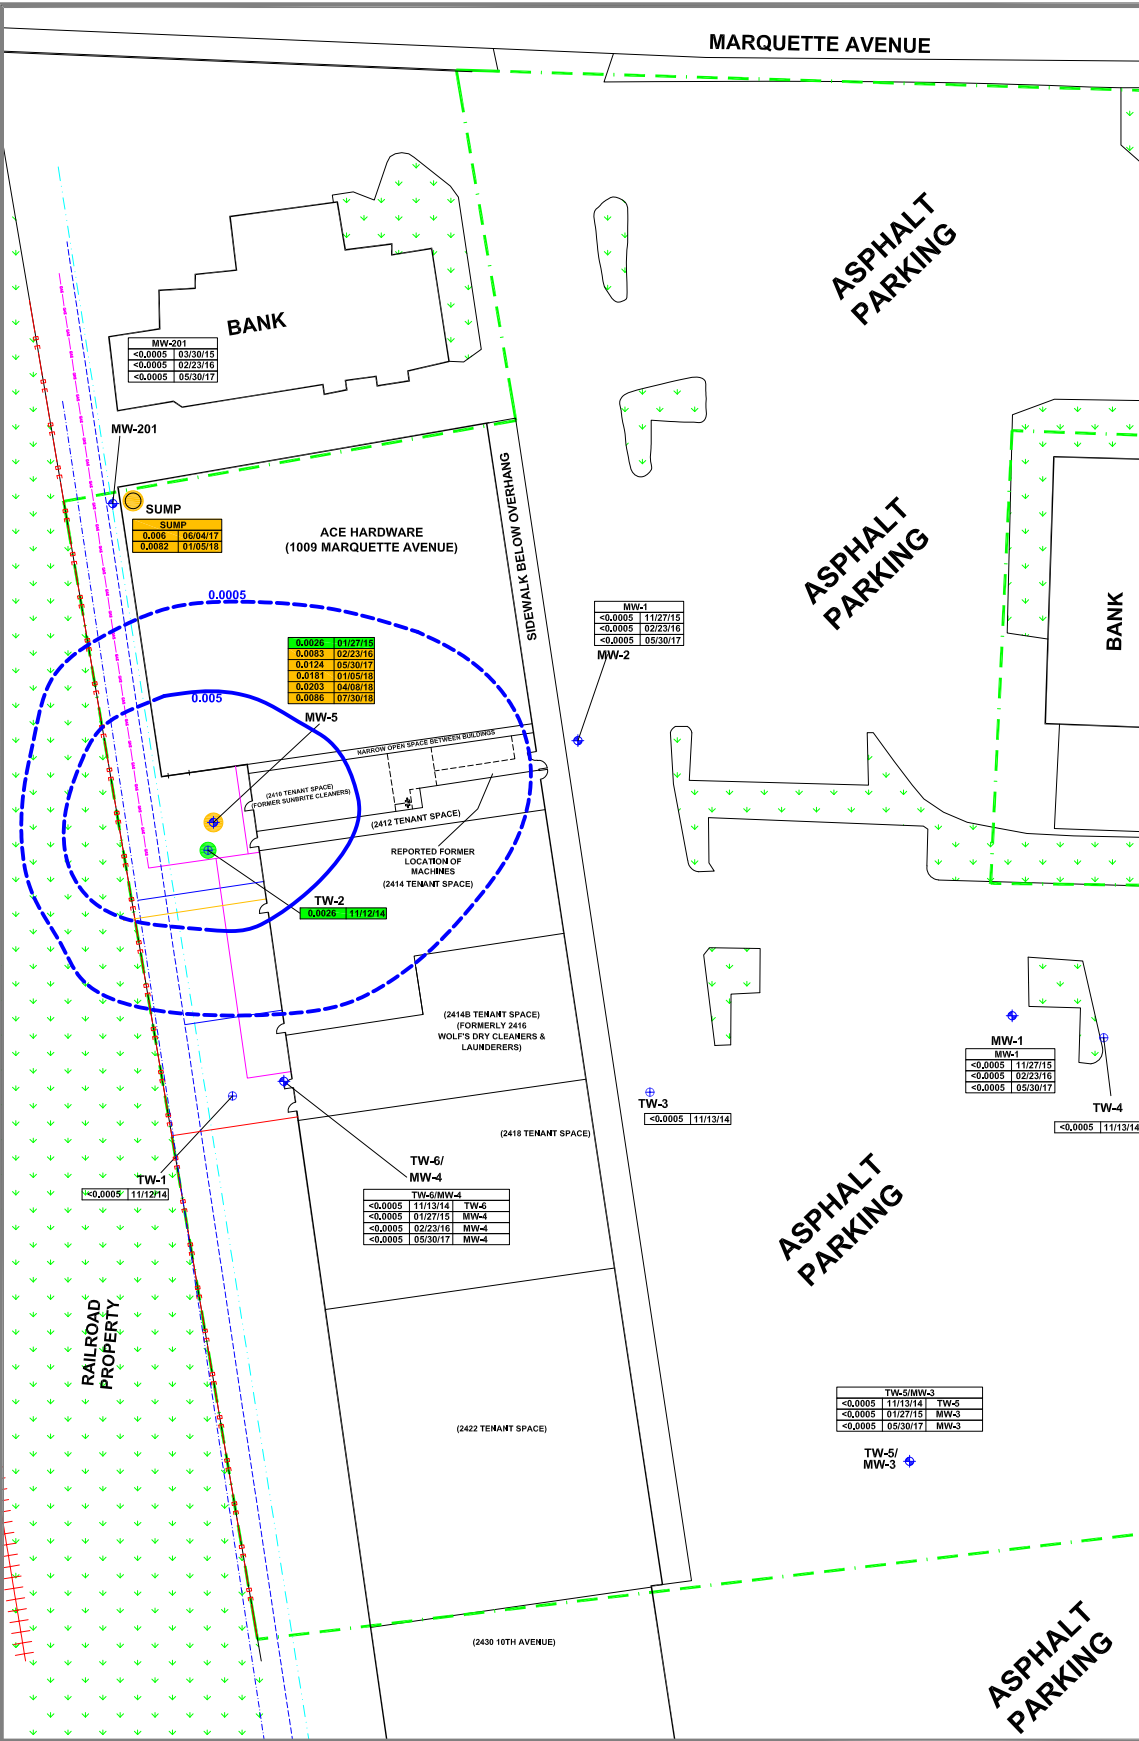 MARQUETTE AVENUE
ASPHALT
PARKING
BANK
MW-201
<0.0005 03/30/15
<0.0005 02/23/16
<0.0005 05/30/17
MW-201
SUMP
SUMP
0.006 06/04/17
0.0082 01/05/18
ACE HARDWARE
(1009 MARQUETTE AVENUE)
SIDEWALK BELOW OVERHANG
ASPHALT
PARKING
BANK
0.0005
MW-1
<0.0005 11/27/15
<0.0005 02/23/16
<0.0005 05/30/17
MW-2
0.0026 01/27/15
0.0083 02/23/16
0.0124 05/30/17
0.0181 01/05/18
0.0203 04/08/18
0.0086 07/30/18
0.005
MW-5
NARROW OPEN SPACE BETWEEN BUILDINGS
(2410 TENANT SPACE)
(FORMER SUNBRITE CLEANERS)
(2412 TENANT SPACE)
REPORTED FORMER
LOCATION OF
MACHINES
(2414 TENANT SPACE)
TW-2
0.0026 11/12/14
(2414B TENANT SPACE)
(FORMERLY 2416
WOLF'S DRY CLEANERS &
LAUNDERERS)
MW-1
MW-1
<0.0005 11/27/15
<0.0005 02/23/16
<0.0005 05/30/17
TW-3
<0.0005 11/13/14
TW-4
<0.0005 11/13/14
(2418 TENANT SPACE)
TW-1
<0.0005 11/12/14
TW-6/
MW-4
TW-6/MW-4
<0.0005 11/13/14 TW-6
<0.0005 01/27/15 MW-4
<0.0005 02/23/16 MW-4
<0.0005 05/30/17 MW-4
ASPHALT
PARKING
RAILROAD
PROPERTY
(2422 TENANT SPACE)
TW-5/MW-3
<0.0005 11/13/14 TW-5
<0.0005 01/27/15 MW-3
<0.0005 05/30/17 MW-3
TW-5/
MW-3
(2430 10TH AVENUE)
ASPHALT
PARKING